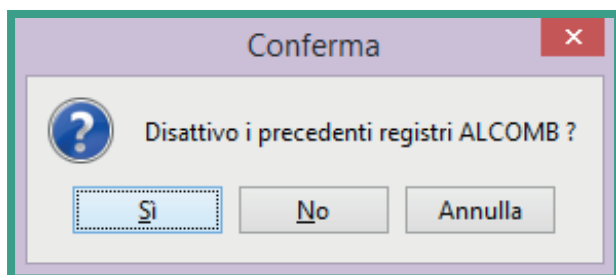 Conferma
Disattivo i precedenti registri ALCOMB ?
Sì
No
Annulla